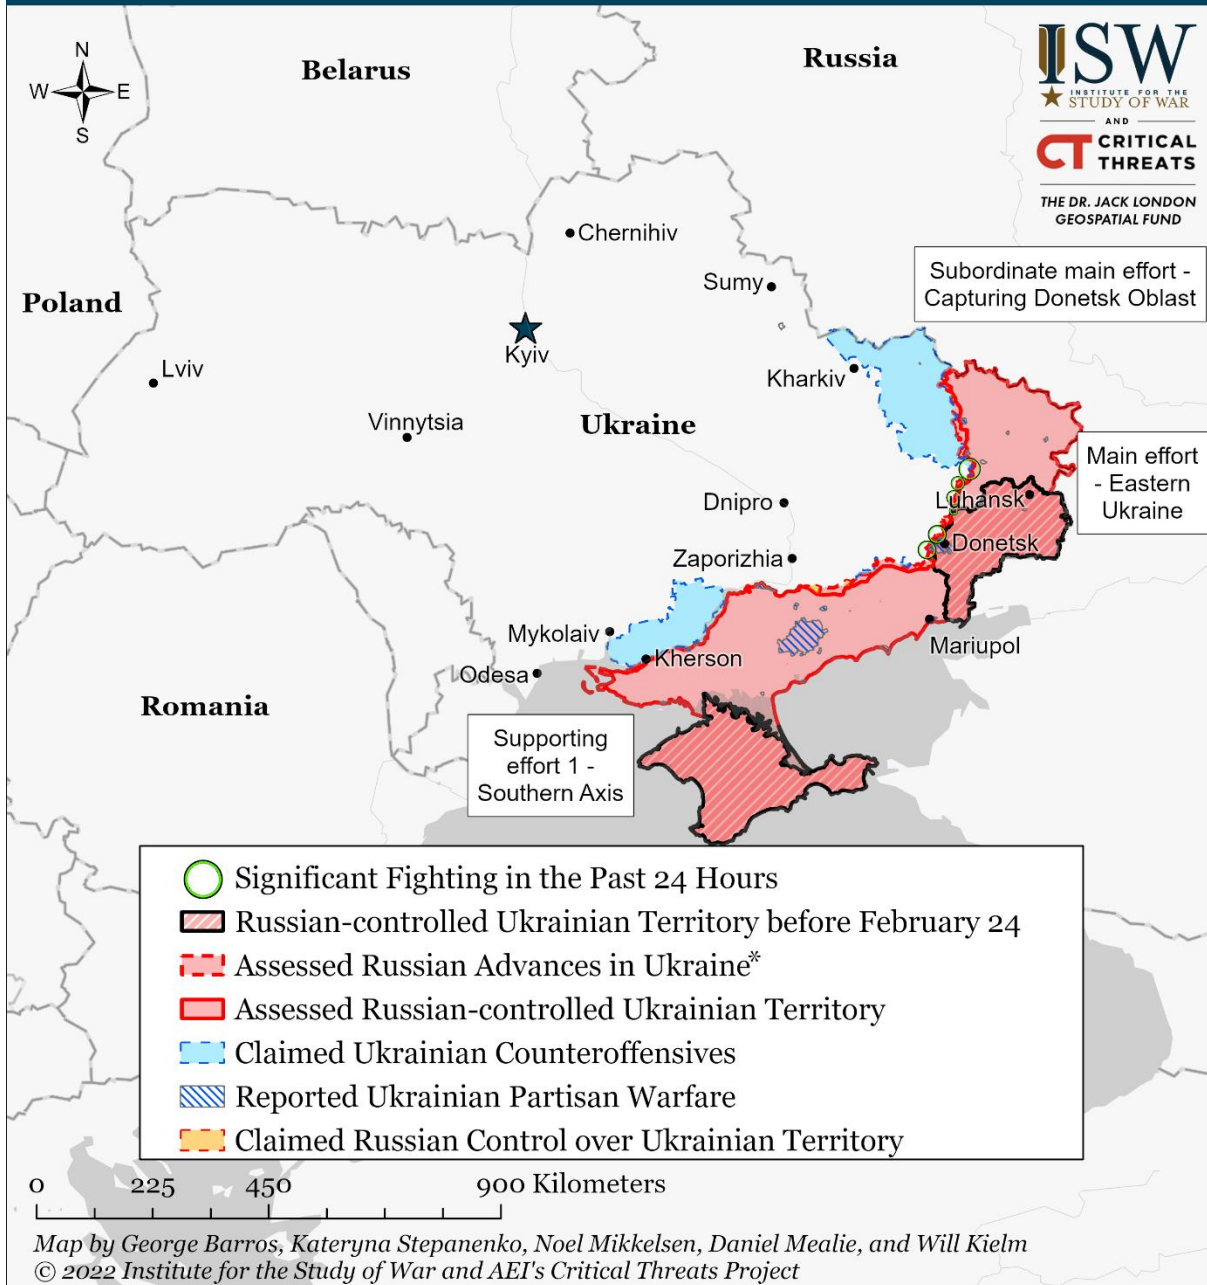 N
W
E
S
Belarus
Russia
ISW
INSTITUTE FOR THE
STUDY OF WAR
AND
CT CRITICAL
THREATS
THE DR. JACK LONDON
GEOSPATIAL FUND
Chernihiv
Subordinate main effort -
Capturing Donetsk Oblast
Sumy
Poland
Kyiv
Lviv
Kharkiv
Vinnytsia
Ukraine
Main effort
- Eastern
Ukraine
Luhansk
Dnipro
Donetsk
Zaporizhia
Mykolaiv
Mariupol
Kherson
Odesa
Romania
Supporting
effort 1 -
Southern Axis
Significant Fighting in the Past 24 Hours
Russian-controlled Ukrainian Territory before February 24
Assessed Russian Advances in Ukraine*
Assessed Russian-controlled Ukrainian Territory
Claimed Ukrainian Counteroffensives
Reported Ukrainian Partisan Warfare
Claimed Russian Control over Ukrainian Territory
0 225 450 900 Kilometers
Map by George Barros, Kateryna Stepanenko, Noel Mikkelsen, Daniel Mealie, and Will Kielm
© 2022 Institute for the Study of War and AEI's Critical Threats Project